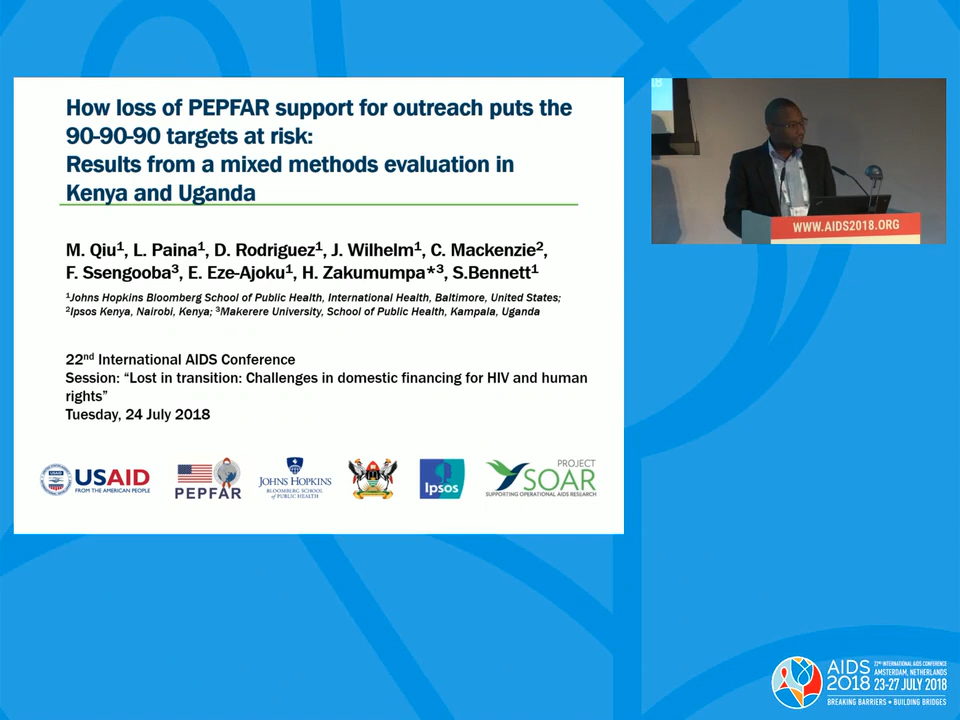 How loss of PEPFAR support for outreach puts the
90-90-90 targets at risk:
Results from a mixed methods evaluation in
Kenya and Uganda
M. Qiu¹, L. Paina¹, D. Rodriguez¹, J. Wilhelm¹, C. Mackenzie²,
F. Ssengooba³, E. Eze-Ajoku¹, H. Zakumumpa*³, S.Bennett¹
¹Johns Hopkins Bloomberg School of Public Health, International Health, Baltimore, United States;
²Ipsos Kenya, Nairobi, Kenya; ³Makerere University, School of Public Health, Kampala, Uganda
22nd International AIDS Conference
Session: “Lost in transition: Challenges in domestic financing for HIV and human
rights”
Tuesday, 24 July 2018
USAID
FROM THE AMERICAN PEOPLE
PEPFAR
JOHNS HOPKINS
BLOOMBERG SCHOOL
of PUBLIC HEALTH
Ipsos
PROJECT
SOAR
SUPPORTING OPERATIONAL AIDS RESEARCH
WWW.AIDS2018.ORG
AIDS
2018
22ND INTERNATIONAL AIDS CONFERENCE
AMSTERDAM, NETHERLANDS
23-27 JULY 2018
BREAKING BARRIERS • BUILDING BRIDGES